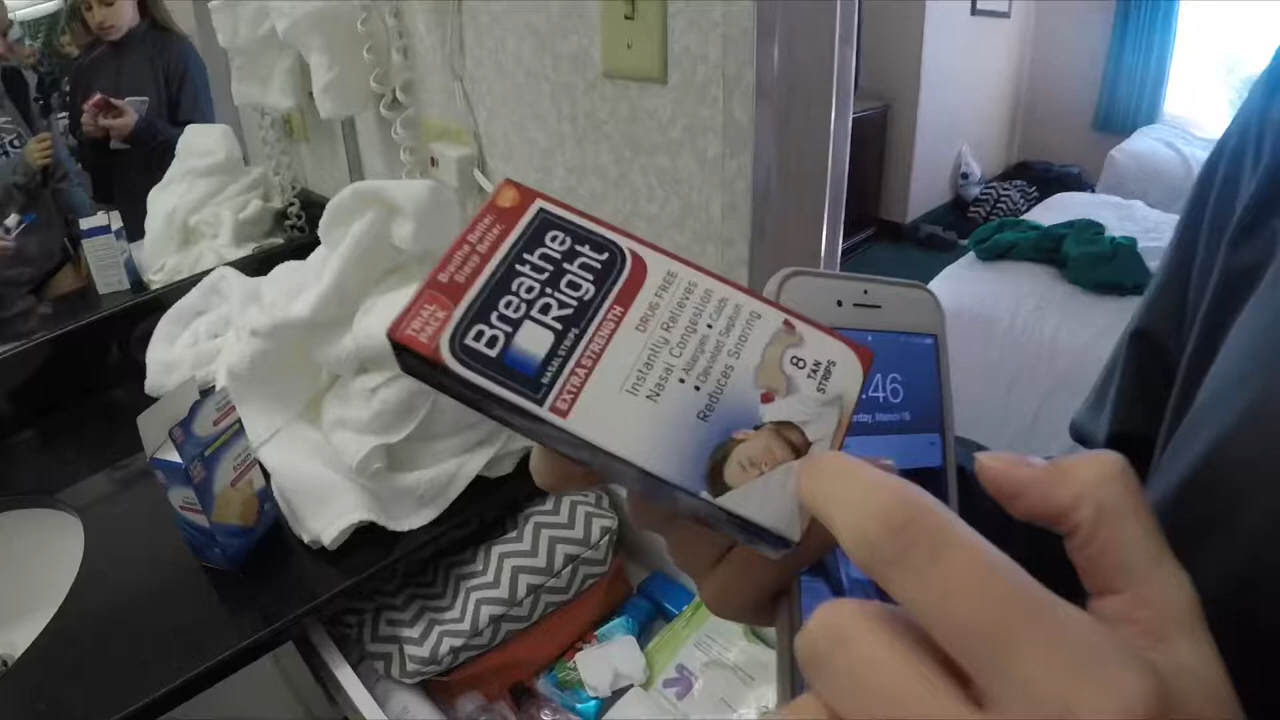 Breathe Better.
Sleep Better.
TRIAL
PACK
Breathe
Right
NASAL STRIPS
EXTRA STRENGTH
DRUG FREE
Instantly Relieves
Nasal Congestion
• Allergies • Colds
• Deviated Septum
Reduces Snoring
8
TAN
STRIPS
:46
foam